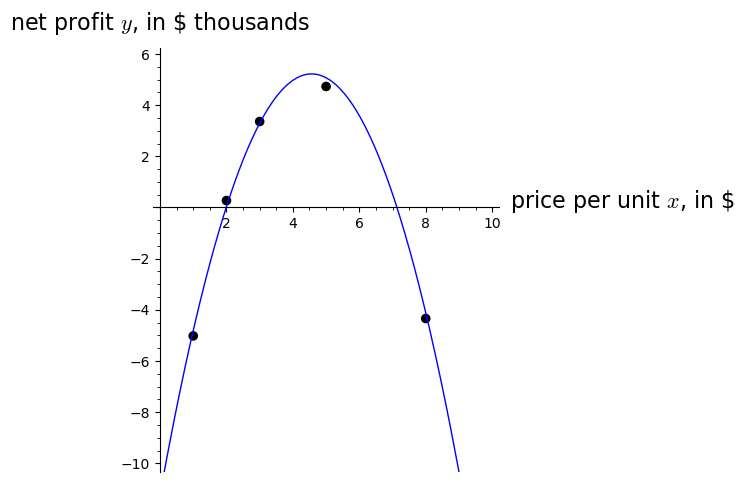 net profit y, in $ thousands
6
4
2
price per unit x, in $
2 4 6 8 10
−2
−4
−6
−8
−10